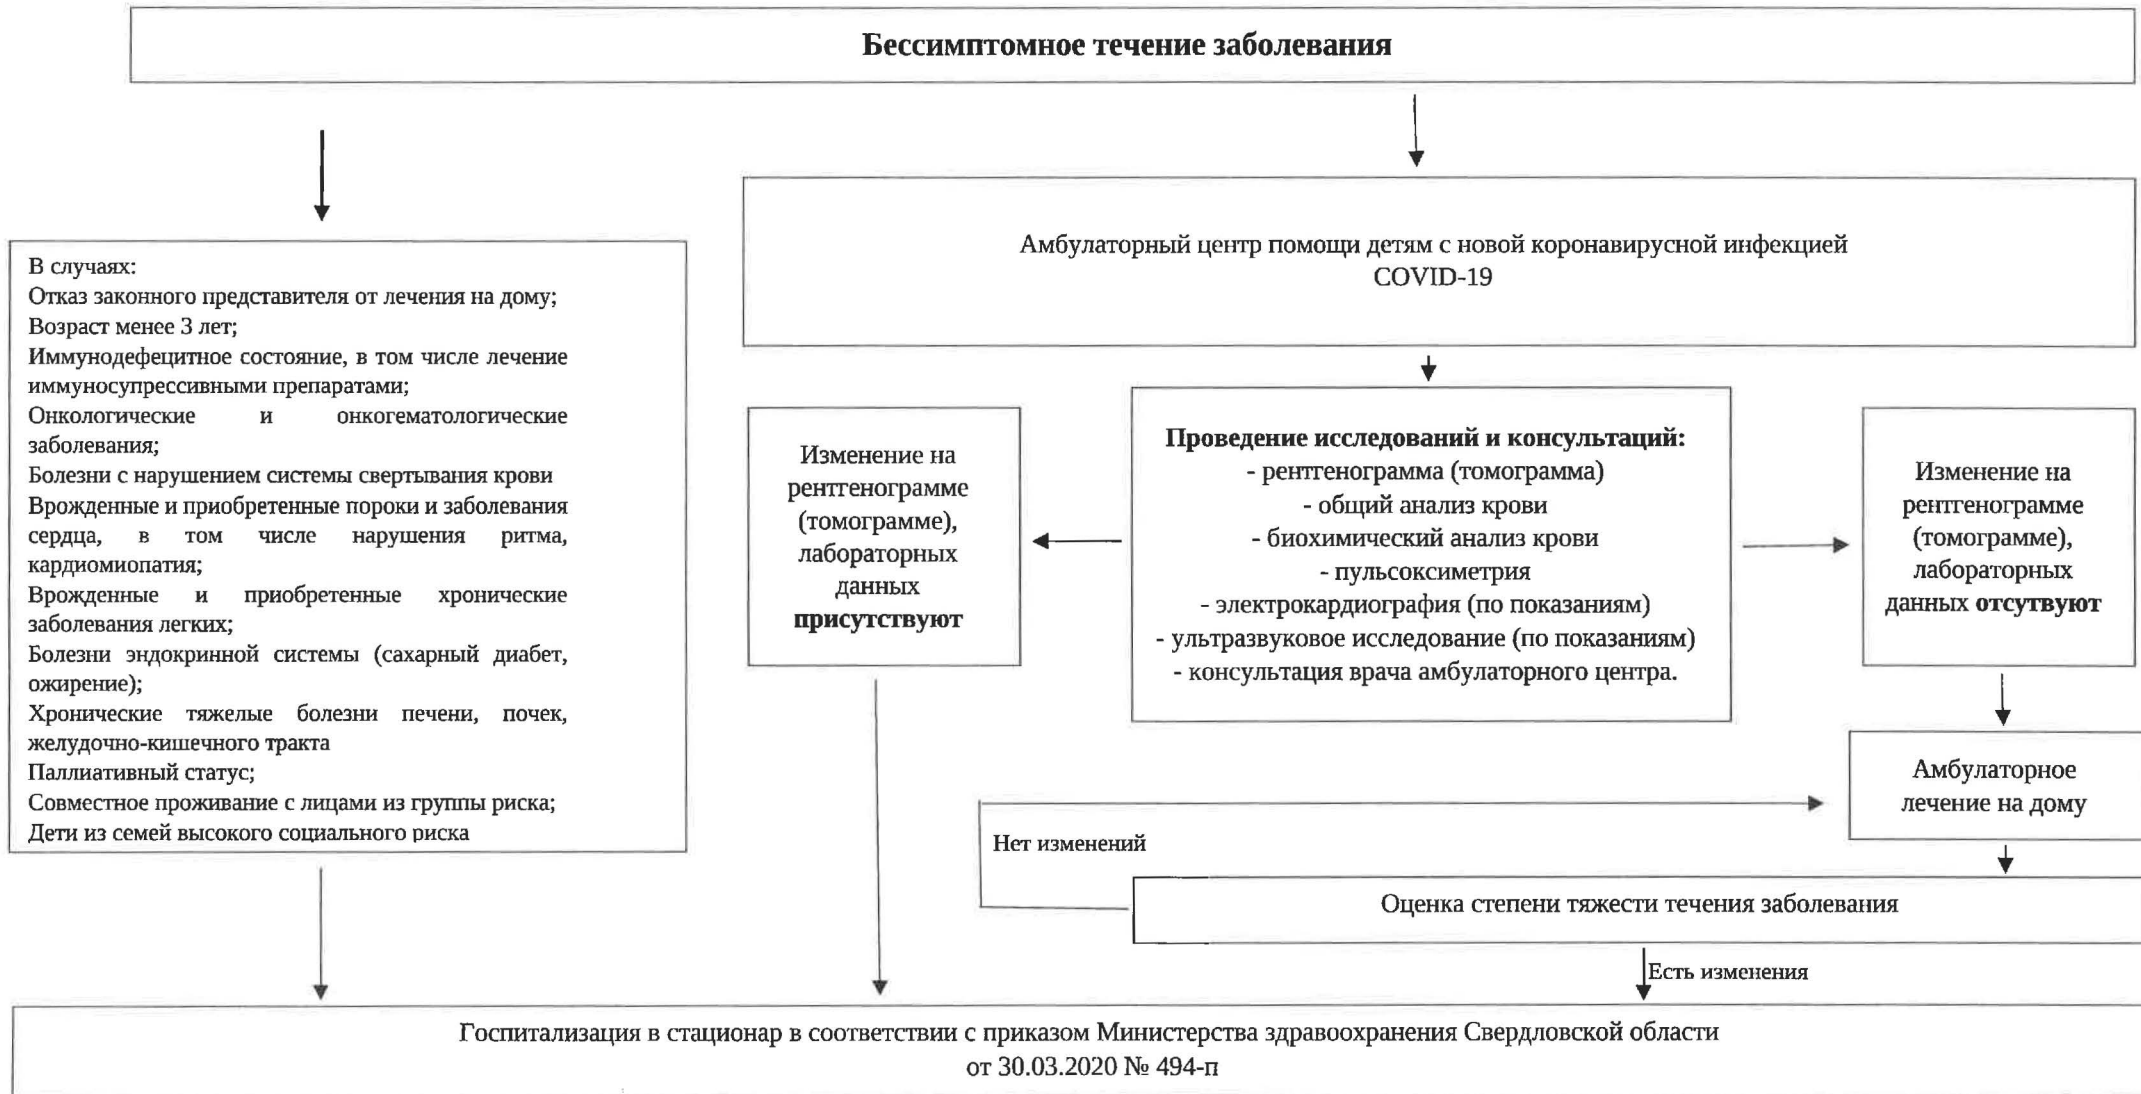 Бессимптомное течение заболевания
В случаях:
Отказ законного представителя от лечения на дому;
Возраст менее 3 лет;
Иммунодефецитное состояние, в том числе лечение
иммуносупрессивными препаратами;
Онкологические и онкогематологические
заболевания;
Болезни с нарушением системы свертывания крови
Врожденные и приобретенные пороки и заболевания
сердца, в том числе нарушения ритма,
кардиомиопатия;
Врожденные и приобретенные хронические
заболевания легких;
Болезни эндокринной системы (сахарный диабет,
ожирение);
Хронические тяжелые болезни печени, почек,
желудочно-кишечного тракта
Паллиативный статус;
Совместное проживание с лицами из группы риска;
Дети из семей высокого социального риска
Амбулаторный центр помощи детям с новой коронавирусной инфекцией
COVID-19
Изменение на
рентгенограмме
(томограмме),
лабораторных
данных
присутствуют
Проведение исследований и консультаций:
- рентгенограмма (томограмма)
- общий анализ крови
- биохимический анализ крови
- пульсоксиметрия
- электрокардиография (по показаниям)
- ультразвуковое исследование (по показаниям)
- консультация врача амбулаторного центра.
Изменение на
рентгенограмме
(томограмме),
лабораторных
данных отсутвуют
Амбулаторное
лечение на дому
Нет изменений
Оценка степени тяжести течения заболевания
Есть изменения
Госпитализация в стационар в соответствии с приказом Министерства здравоохранения Свердловской области
от 30.03.2020 № 494-п